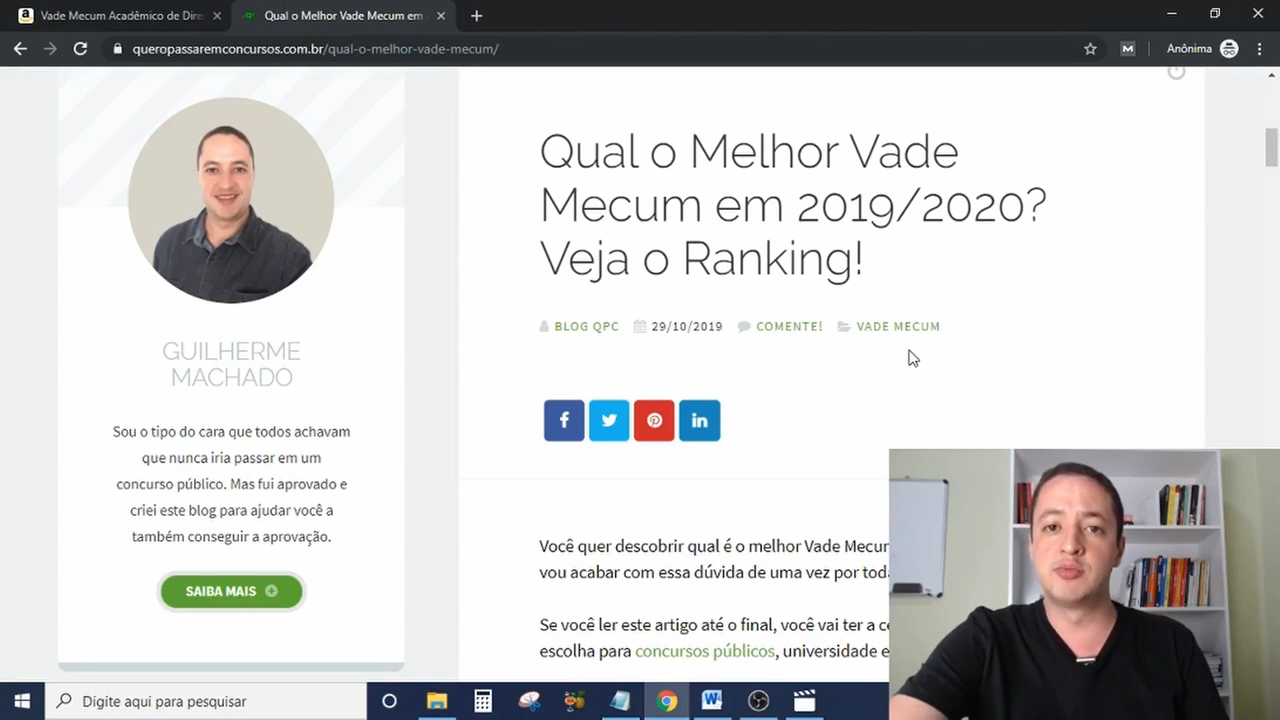 Vade Mecum Acadêmico de Dire
Qual o Melhor Vade Mecum em
queropassaremconcursos.com.br/qual-o-melhor-vade-mecum/
Anônima
GUILHERME
MACHADO
Sou o tipo do cara que todos achavam
que nunca iria passar em um
concurso público. Mas fui aprovado e
criei este blog para ajudar você a
também conseguir a aprovação.
SAIBA MAIS
Qual o Melhor Vade
Mecum em 2019/2020?
Veja o Ranking!
BLOG QPC 29/10/2019 COMENTE! VADE MECUM
Você quer descobrir qual é o melhor Vade Mecum
vou acabar com essa dúvida de uma vez por toda
Se você ler este artigo até o final, você vai ter a ce
escolha para concursos públicos, universidade e
Digite aqui para pesquisar